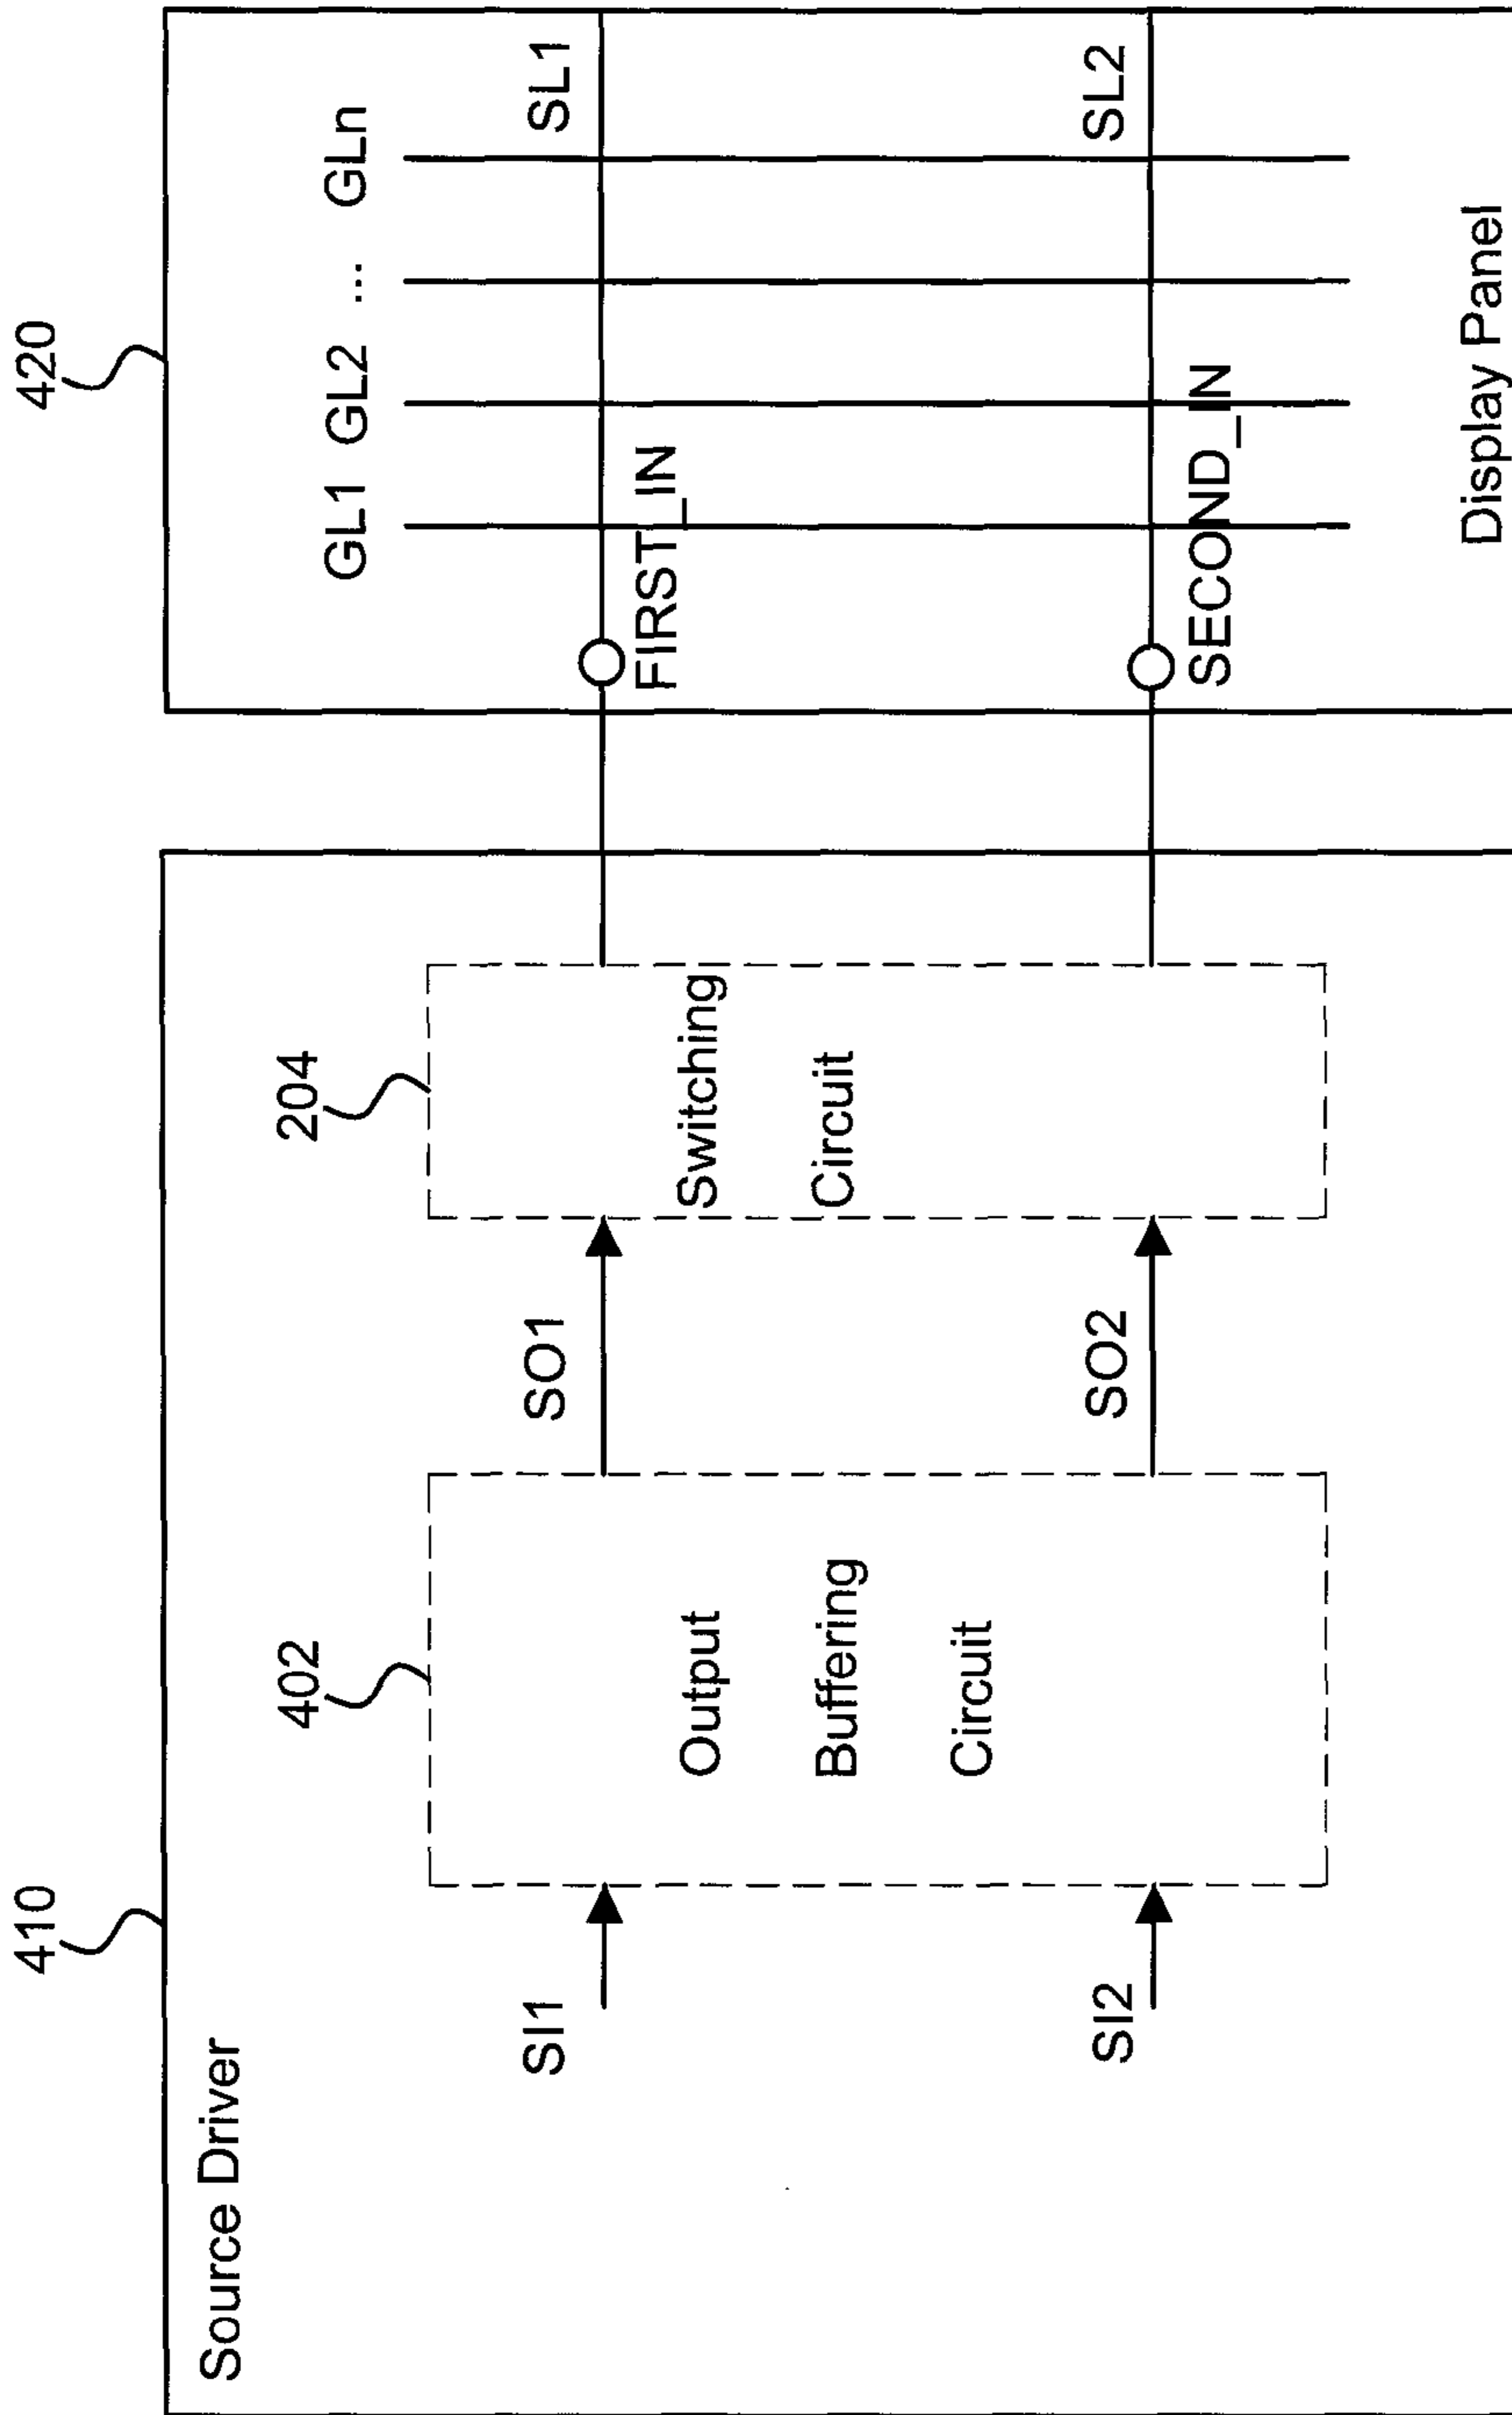 410
420
Source Driver
402
204
GL1 GL2 ... GLn
SI1
SO1
SL1
FIRST_IN
Output
Buffering
Circuit
Switching
Circuit
SI2
SO2
SL2
SECOND_IN
Display Panel